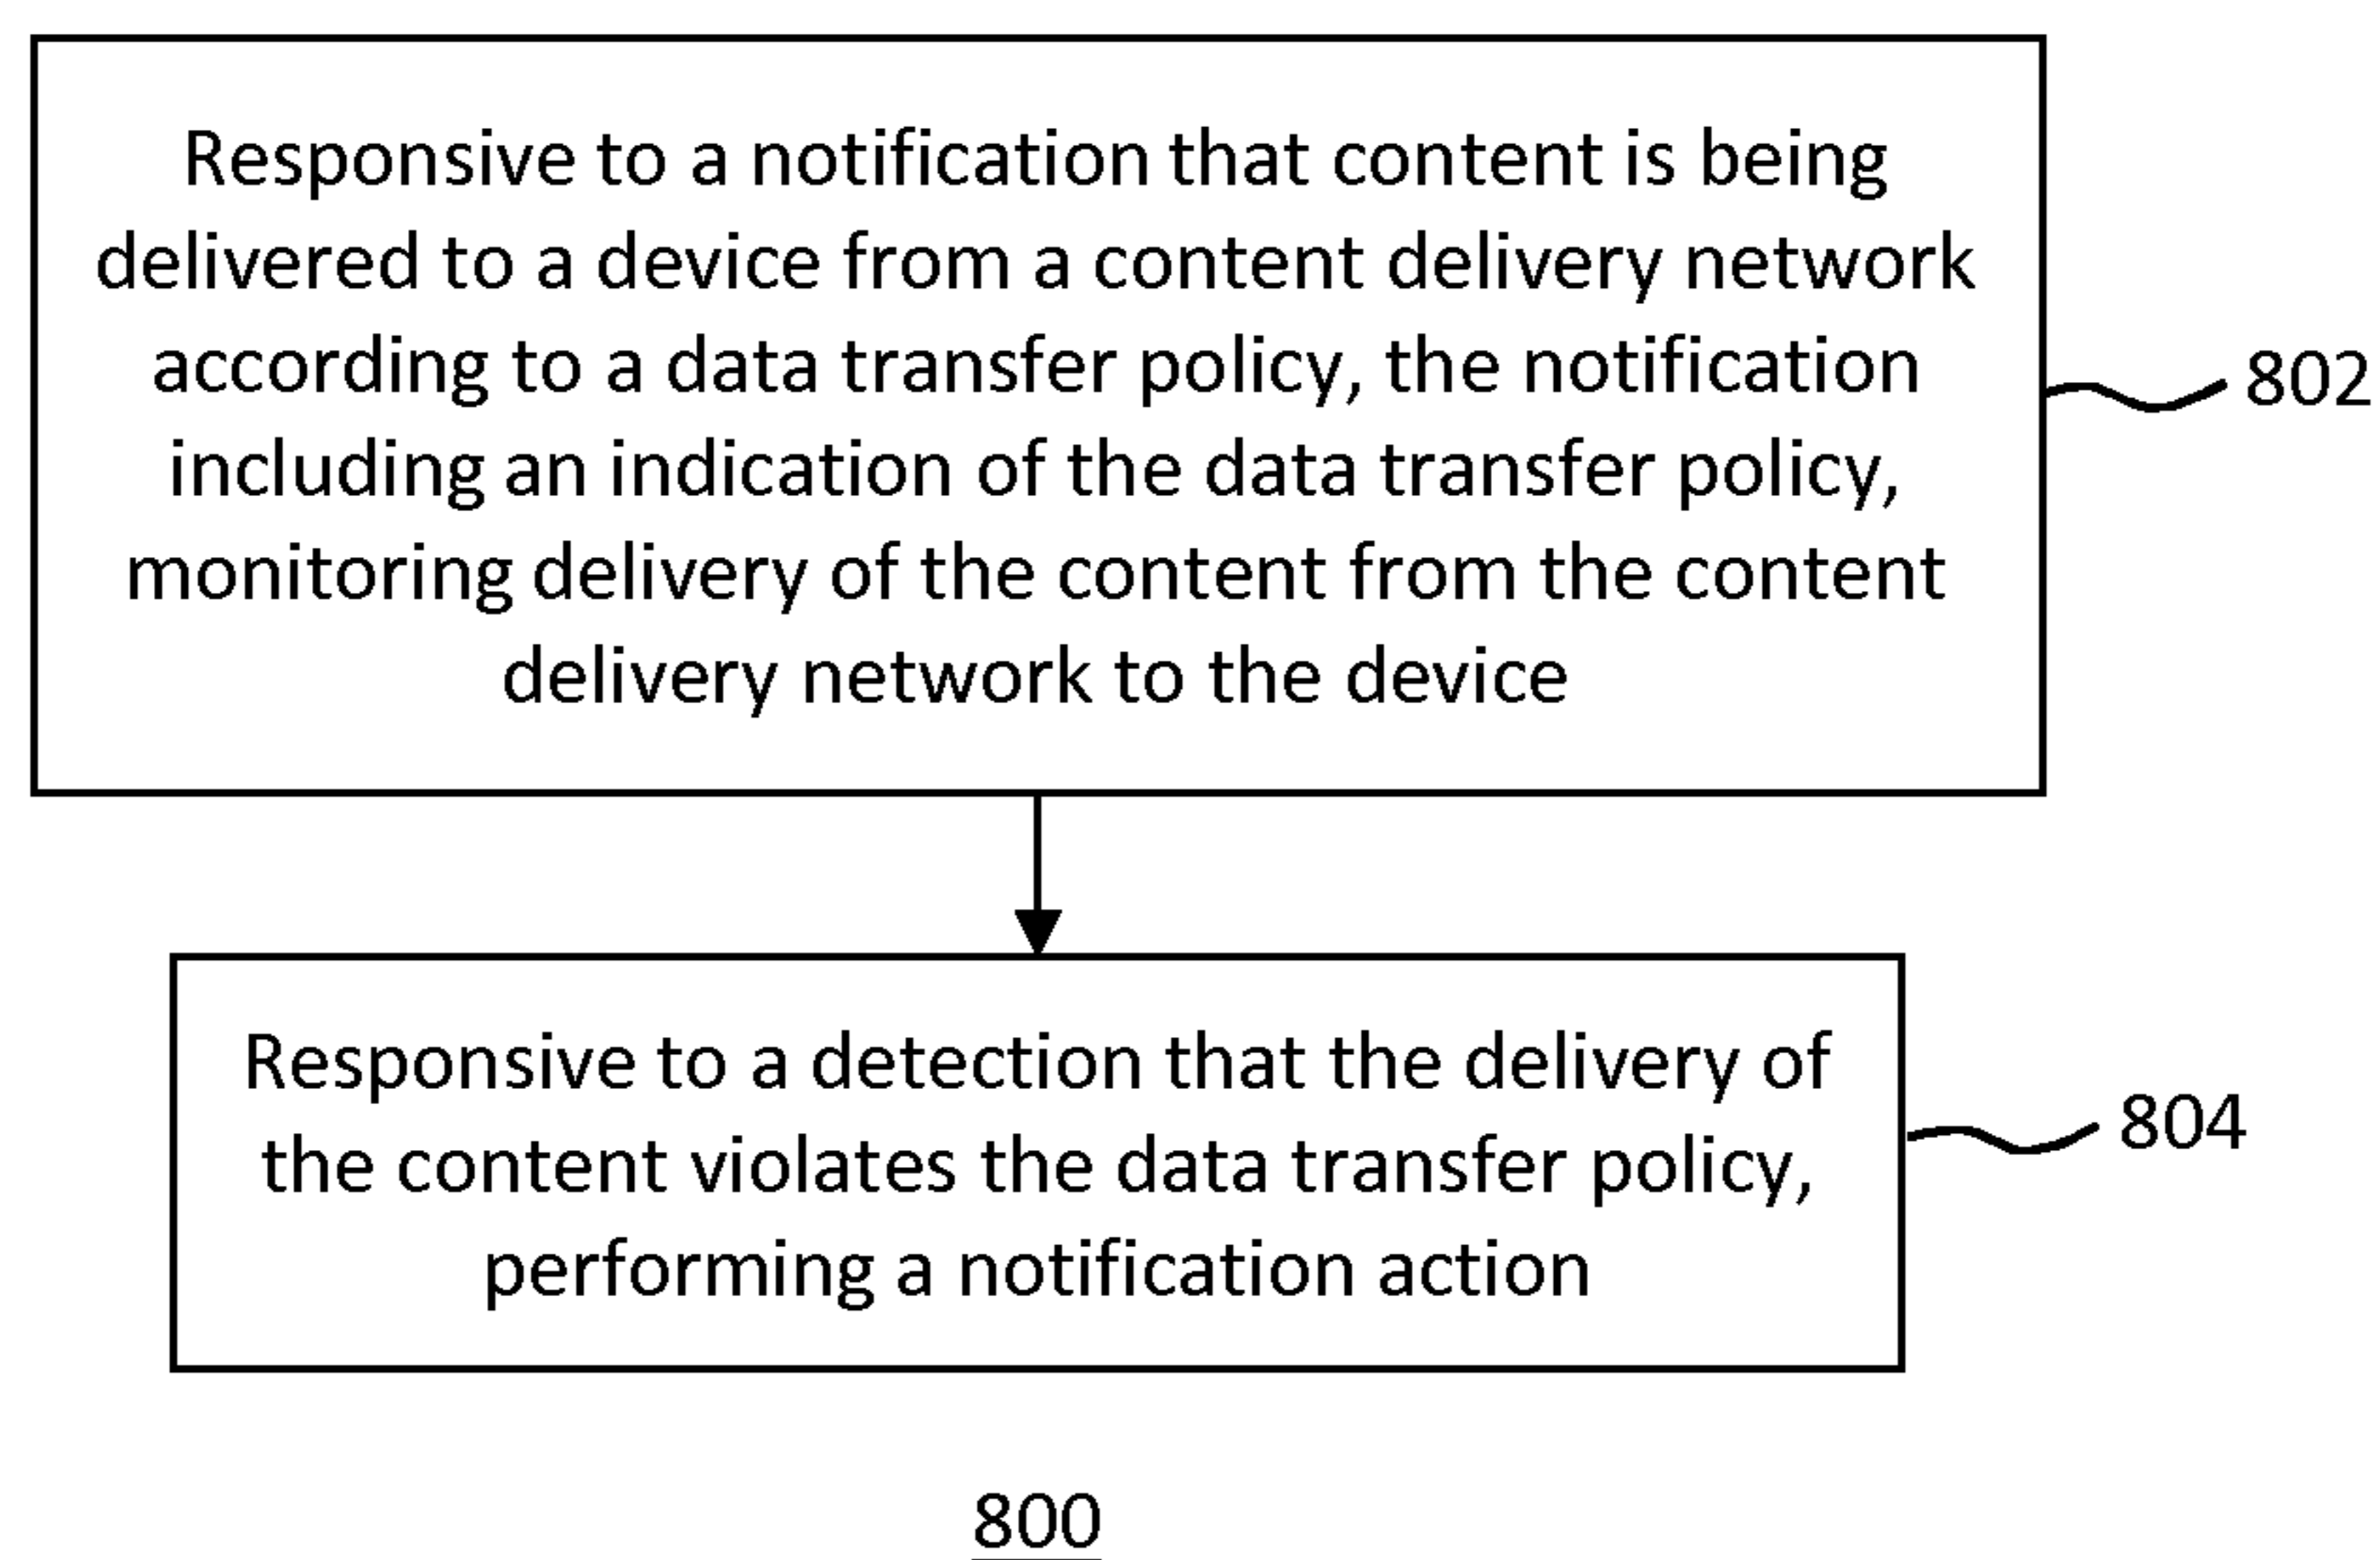 Responsive to a notification that content is being
delivered to a device from a content delivery network
according to a data transfer policy, the notification
including an indication of the data transfer policy,
monitoring delivery of the content from the content
delivery network to the device
802
Responsive to a detection that the delivery of
the content violates the data transfer policy,
performing a notification action
804
800